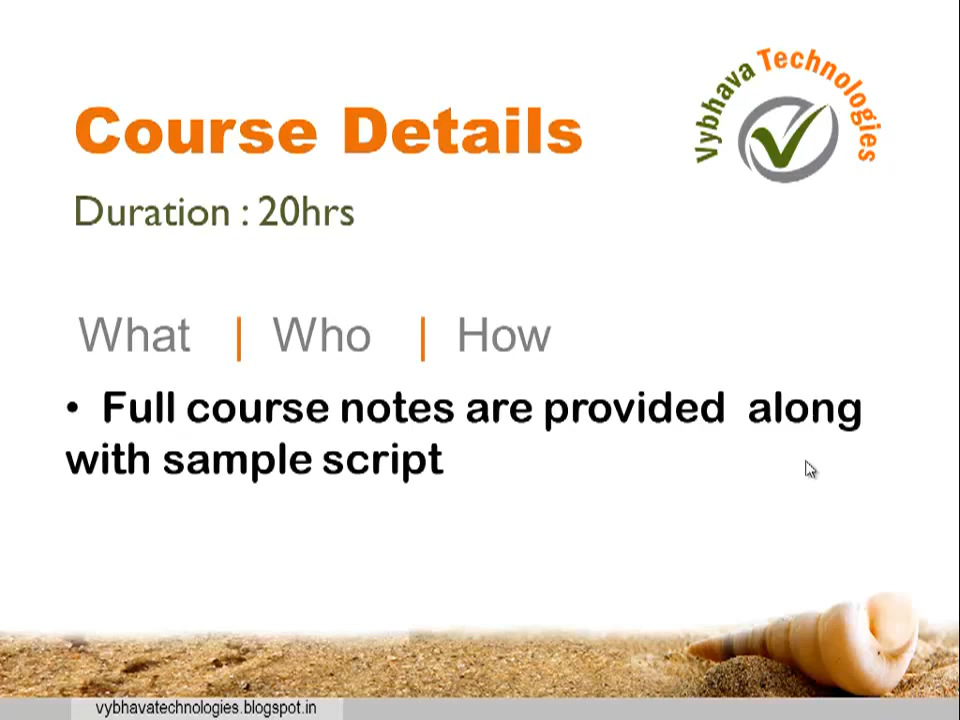 Vybhava Technologies
Course Details
Duration : 20hrs
What | Who | How
• Full course notes are provided along
with sample script
vybhavatechnologies.blogspot.in